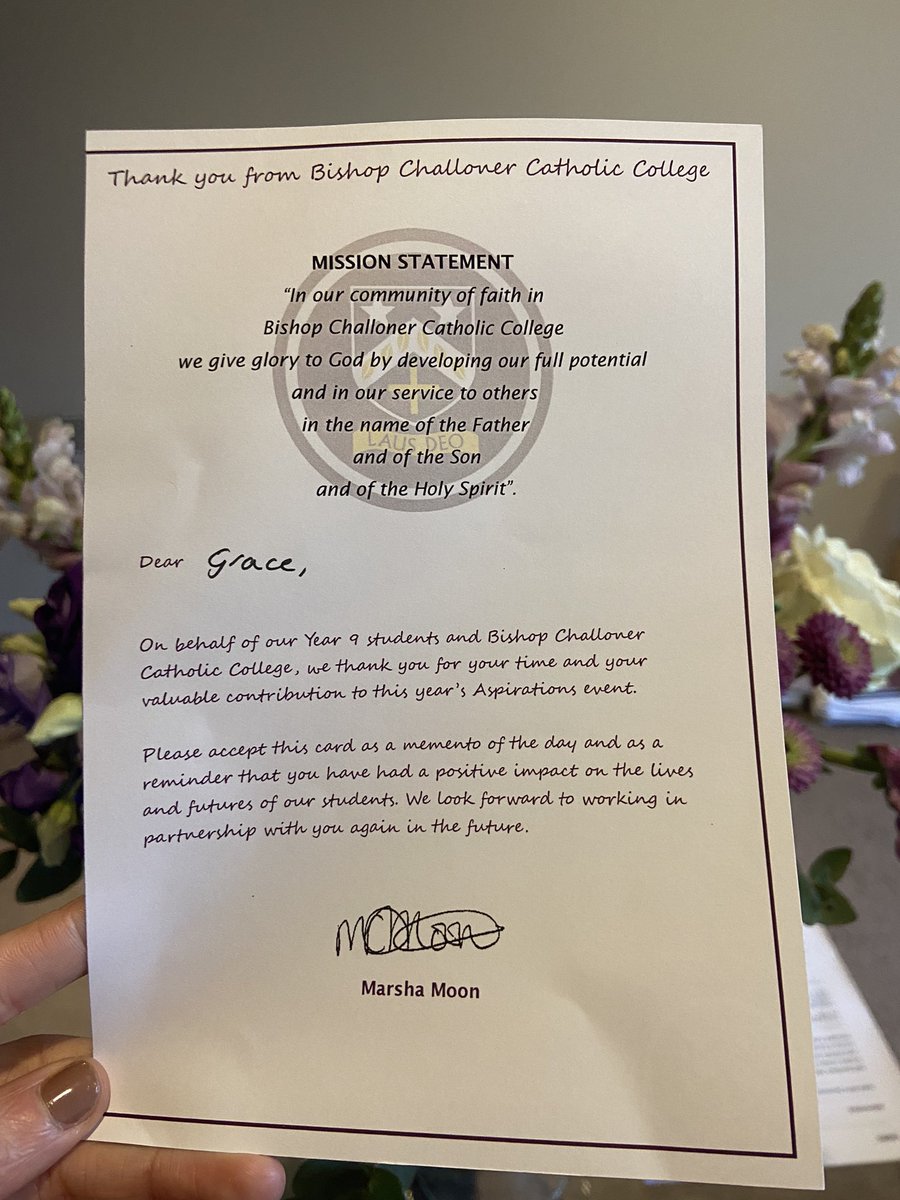 Thank you from Bishop Challoner Catholic College
MISSION STATEMENT
“In our community of faith in
Bishop Challoner Catholic College
we give glory to God by developing our full potential
and in our service to others
in the name of the Father
LAUS DEO
and of the Son
and of the Holy Spirit”.
Dear Grace,
On behalf of our Year 9 students and Bishop Challoner
Catholic College, we thank you for your time and your
valuable contribution to this year’s Aspirations event.
Please accept this card as a memento of the day and as a
reminder that you have had a positive impact on the lives
and futures of our students. We look forward to working in
partnership with you again in the future.
Marsha Moon